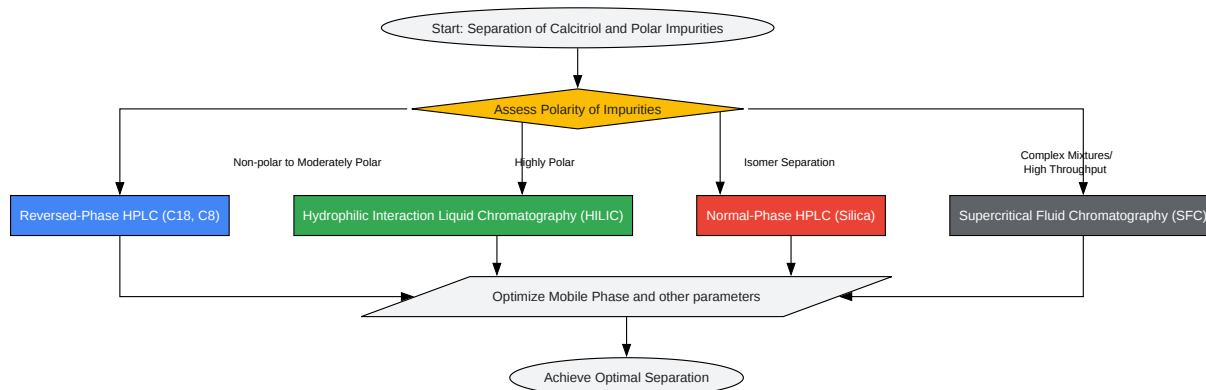 Start: Separation of Calcitriol and Polar Impurities
Assess Polarity of Impurities
Non-polar to Moderately Polar
Highly Polar
Isomer Separation
Complex Mixtures/
High Throughput
Reversed-Phase HPLC (C18, C8)
Hydrophilic Interaction Liquid Chromatography (HILIC)
Normal-Phase HPLC (Silica)
Supercritical Fluid Chromatography (SFC)
Optimize Mobile Phase and other parameters
Achieve Optimal Separation